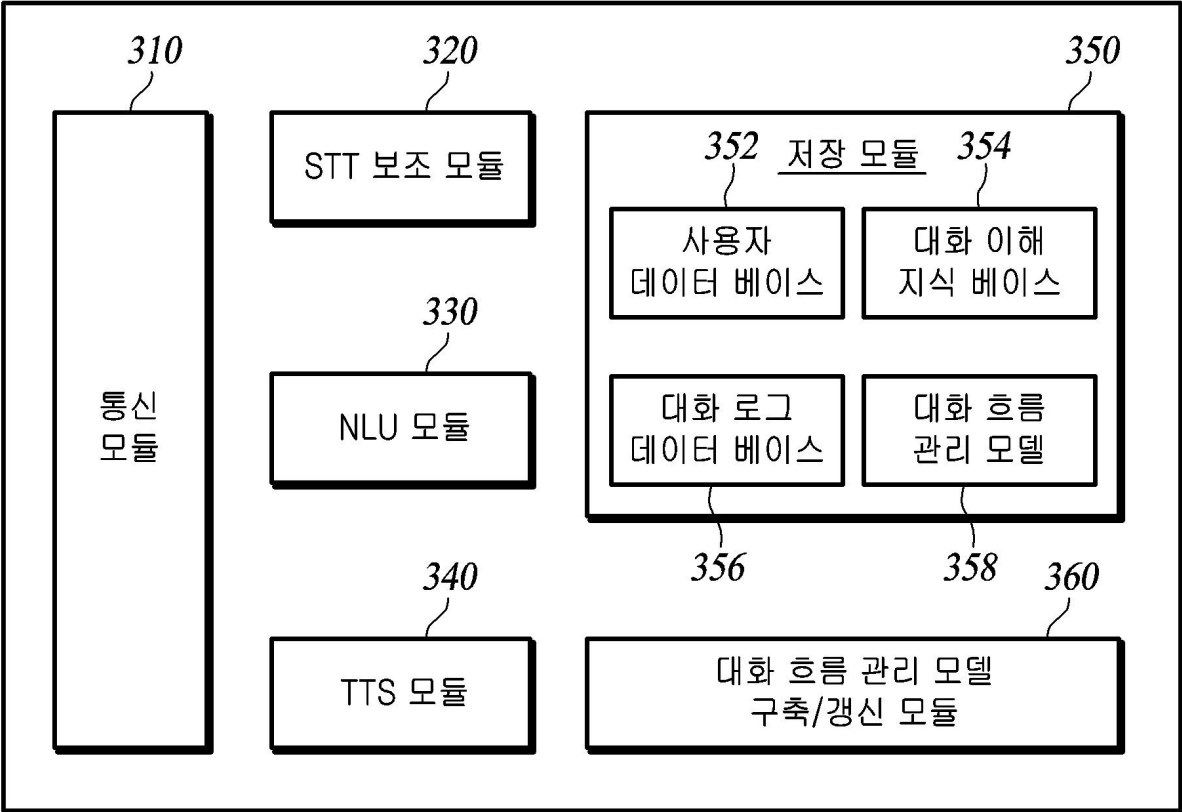 310
통신
모듈
320
STT 보조 모듈
330
NLU 모듈
340
TTS 모듈
350
저장 모듈
352
사용자
데이터 베이스
354
대화 이해
지식 베이스
대화 로그
데이터 베이스
356
대화 흐름
관리 모델
358
360
대화 흐름 관리 모델
구축/갱신 모듈